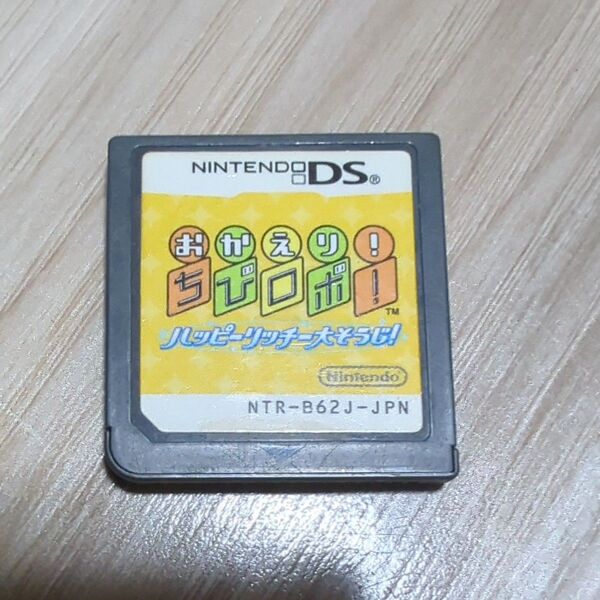 NINTENDO DS®
おかえり!
ちびロボ!™
ハッピーリッチー大そうじ!
Nintendo
NTR-B62J-JPN